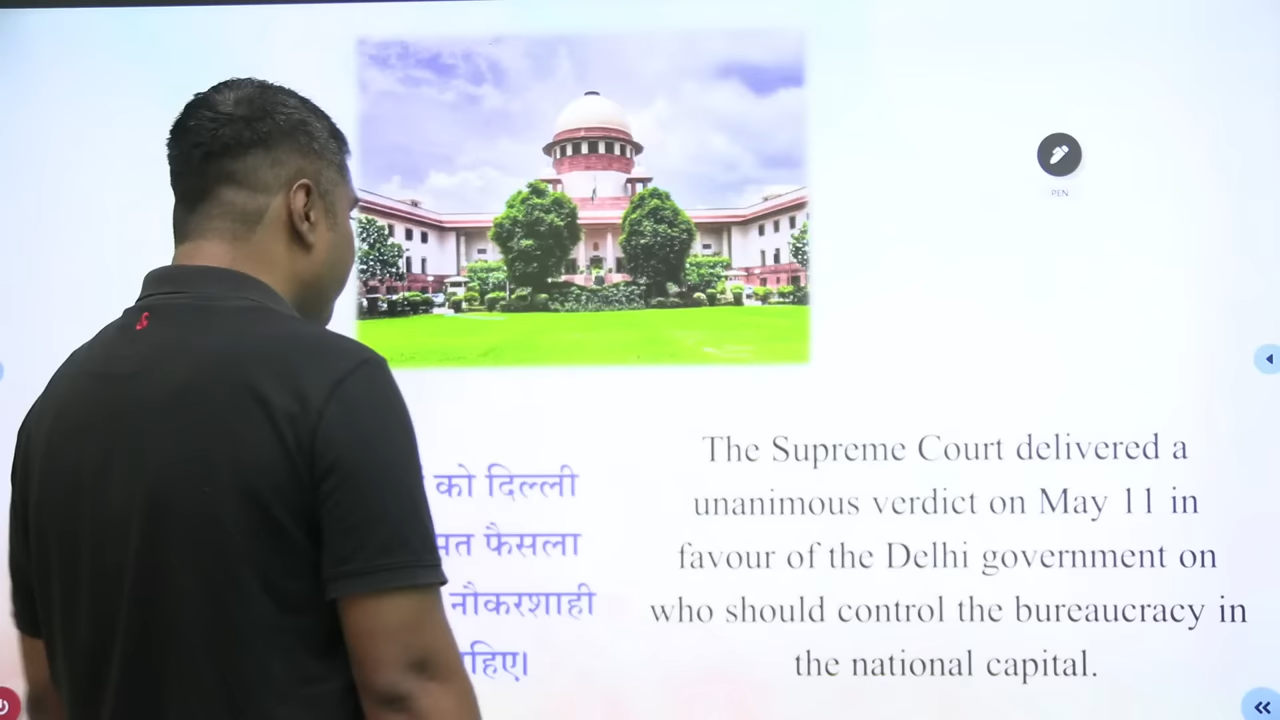 PEN
को दिल्ली
फैसला
नौकरशाही
The Supreme Court delivered a
unanimous verdict on May 11 in
favour of the Delhi government on
who should control the bureaucracy in
the national capital.